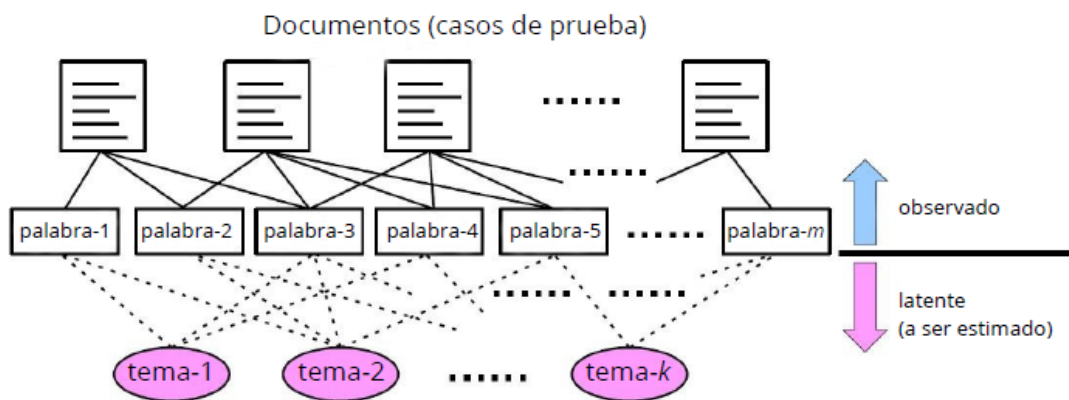 Documentos (casos de prueba)
palabra-1
palabra-2
palabra-3
palabra-4
palabra-5
palabra-m
observado
latente
(a ser estimado)
tema-1
tema-2
tema-k